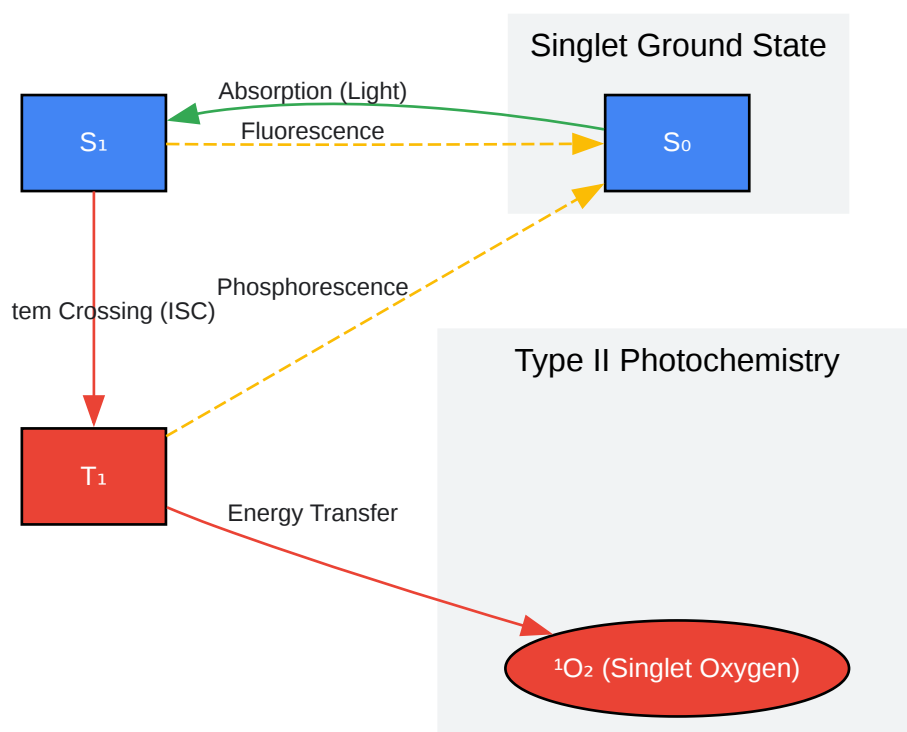 Singlet Ground State
Absorption (Light)
S₁
Fluorescence
S₀
Phosphorescence
tem Crossing (ISC)
Type II Photochemistry
T₁
Energy Transfer
¹O₂ (Singlet Oxygen)